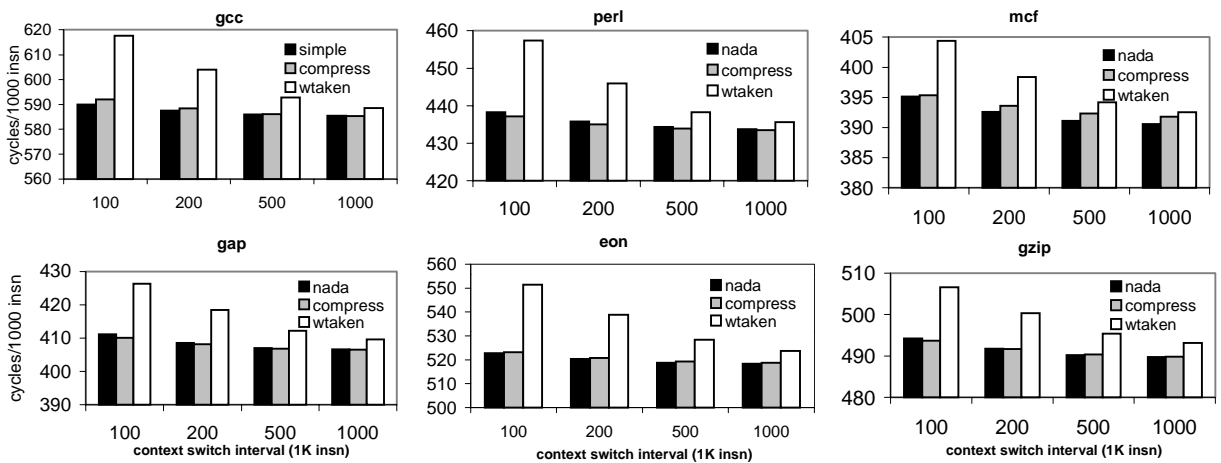 gcc
cycles/1000 insn
620
610
600
590
580
570
560
simple
compress
wtaken
100 200 500 1000
perl
460
450
440
430
420
nada
compress
wtaken
100 200 500 1000
mcf
405
400
395
390
385
380
nada
compress
wtaken
100 200 500 1000
gap
cycles/1000 insn
430
420
410
400
390
nada
compress
wtaken
100 200 500 1000
context switch interval (1K insn)
eon
560
550
540
530
520
510
500
nada
compress
wtaken
100 200 500 1000
context switch interval (1K insn)
gzip
510
500
490
480
nada
compress
wtaken
100 200 500 1000
context switch interval (1K insn)